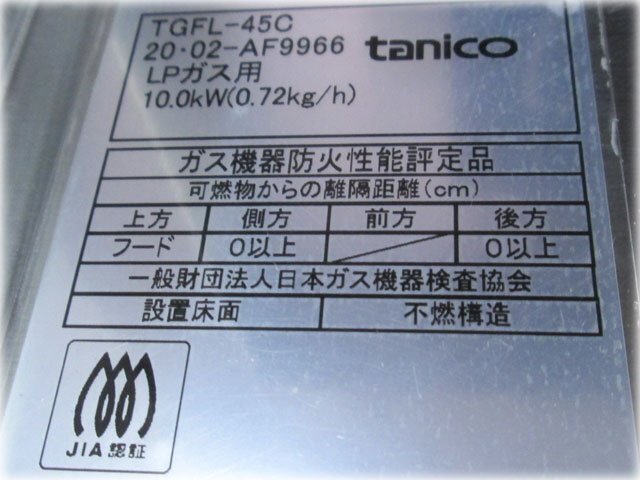 TGFL-45C
20・02-AF9966 tanico
LPガス用
10.0kW(0.72kg/h)
ガス機器防火性能評定品
可燃物からの離隔距離(cm)
上方 側方 前方 後方
フード 0以上 0以上
一般財団法人日本ガス機器検査協会
設置床面 不燃構造
JIA 認証